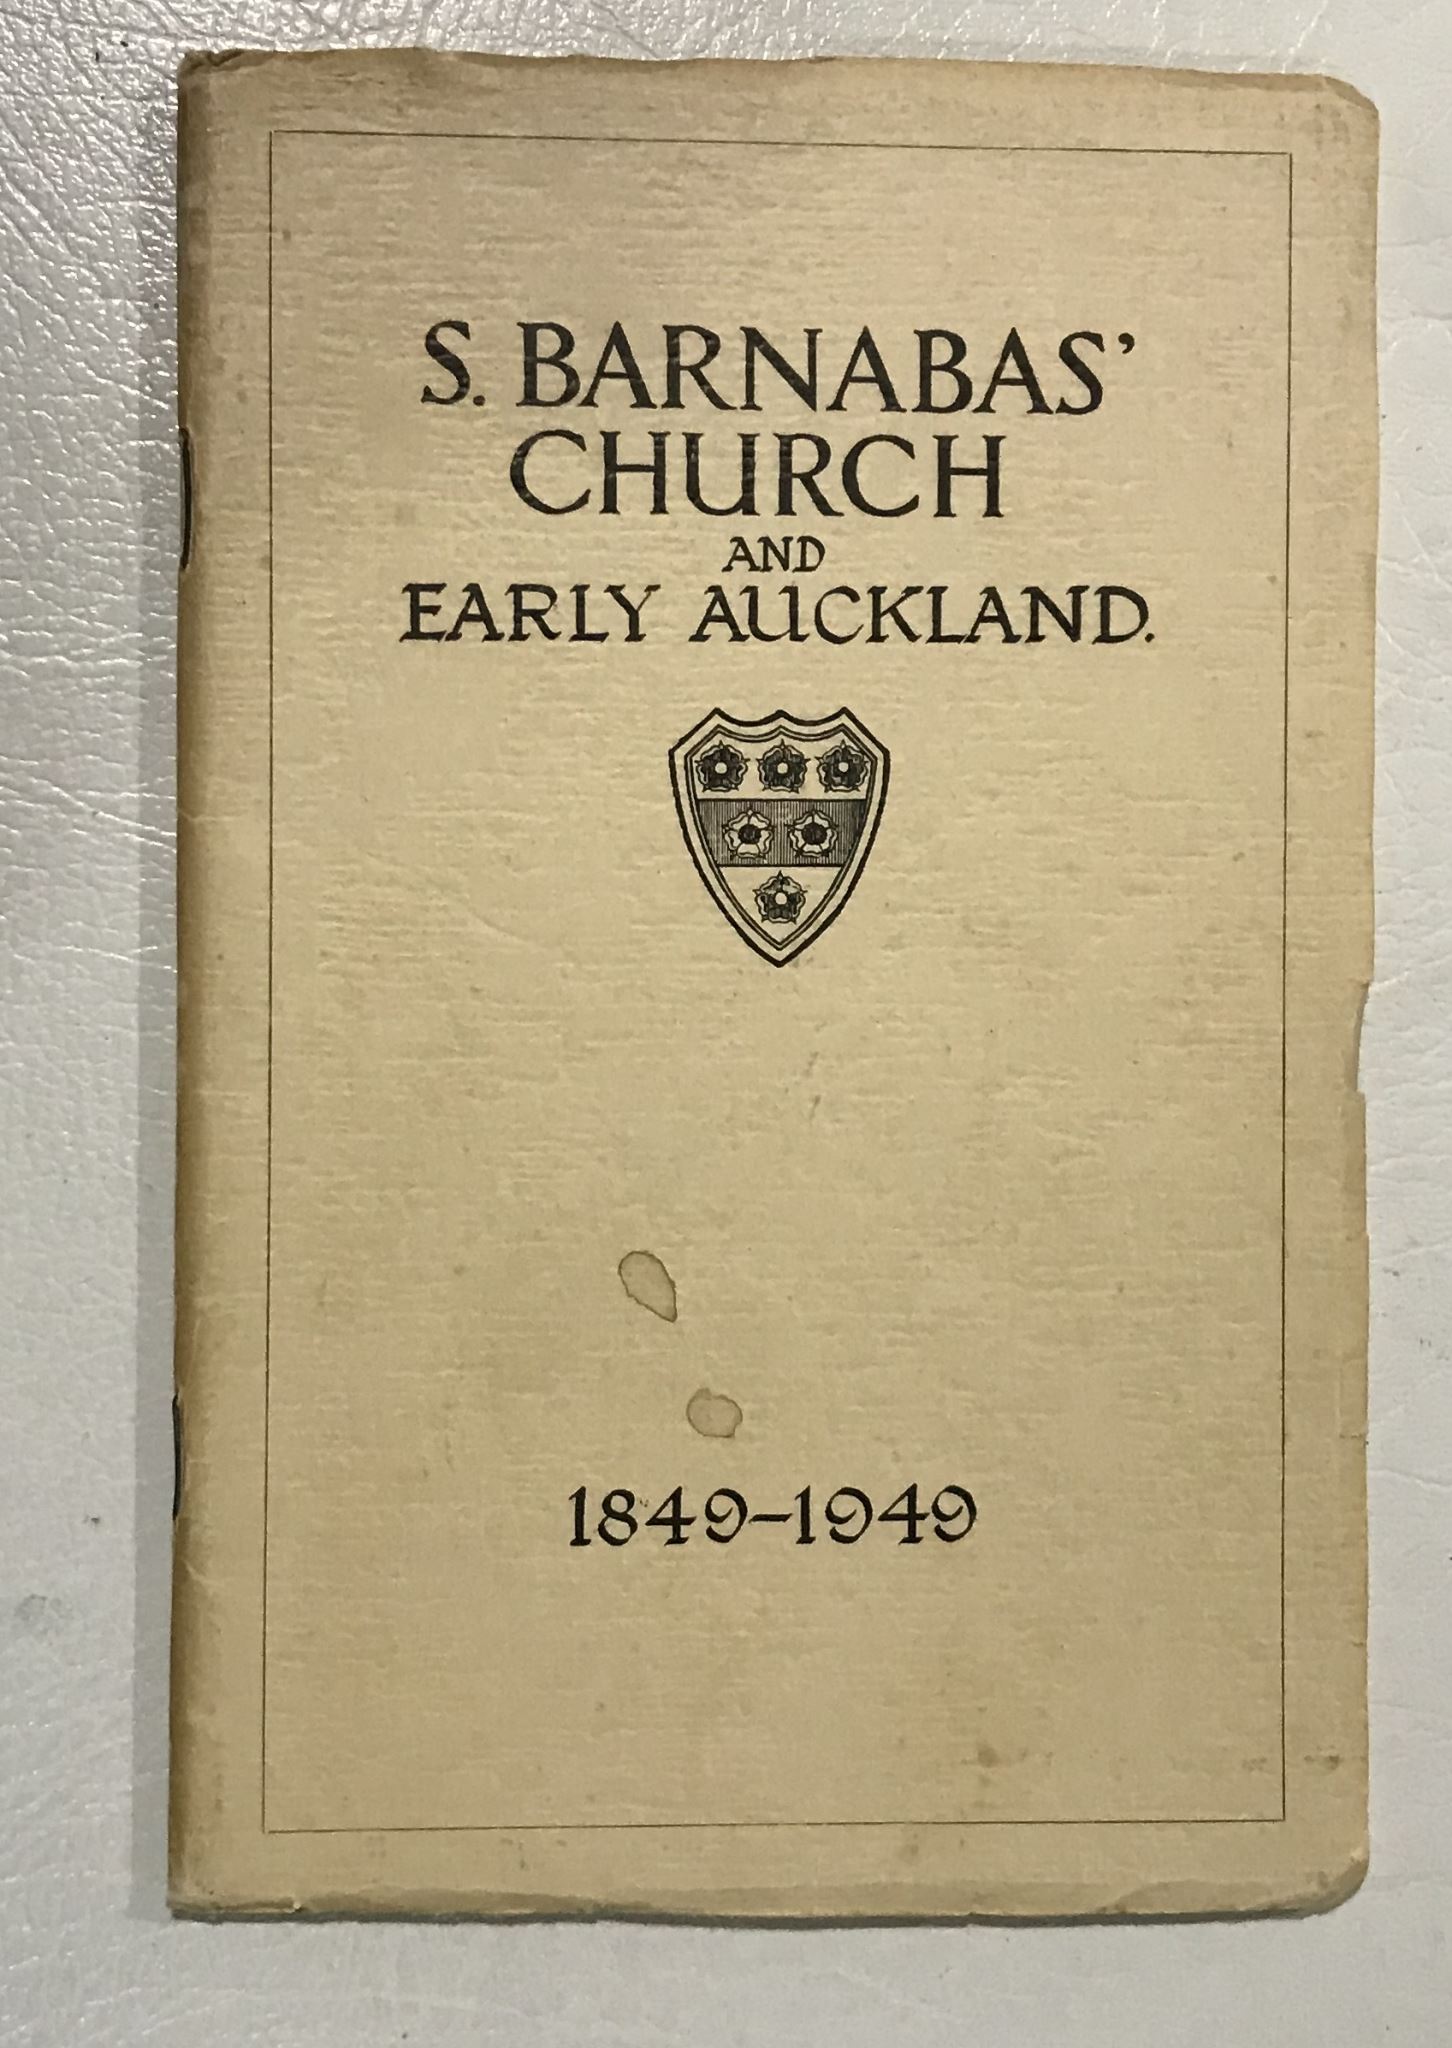 S. BARNABAS'
CHURCH
AND
EARLY AUCKLAND.
1849–1949